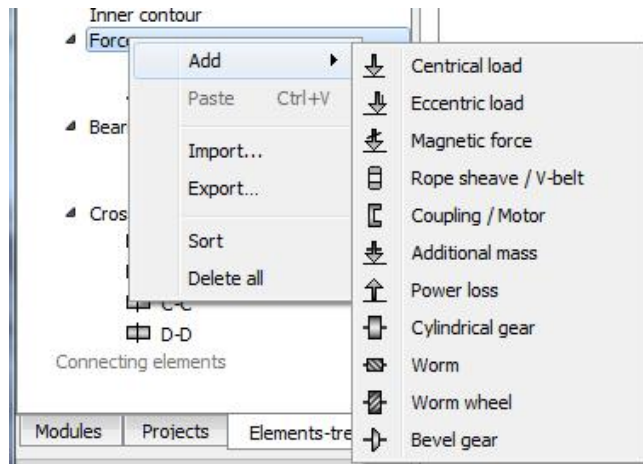 Inner contour
Forc
Add
Paste Ctrl+V
Import...
Export...
Sort
Delete all
Centrical load
Eccentric load
Magnetic force
Rope sheave / V-belt
Coupling / Motor
Additional mass
Power loss
Cylindrical gear
Worm
Worm wheel
Bevel gear
Bear
Cros
C-C
D-D
Connecting elements
Modules Projects Elements-tre